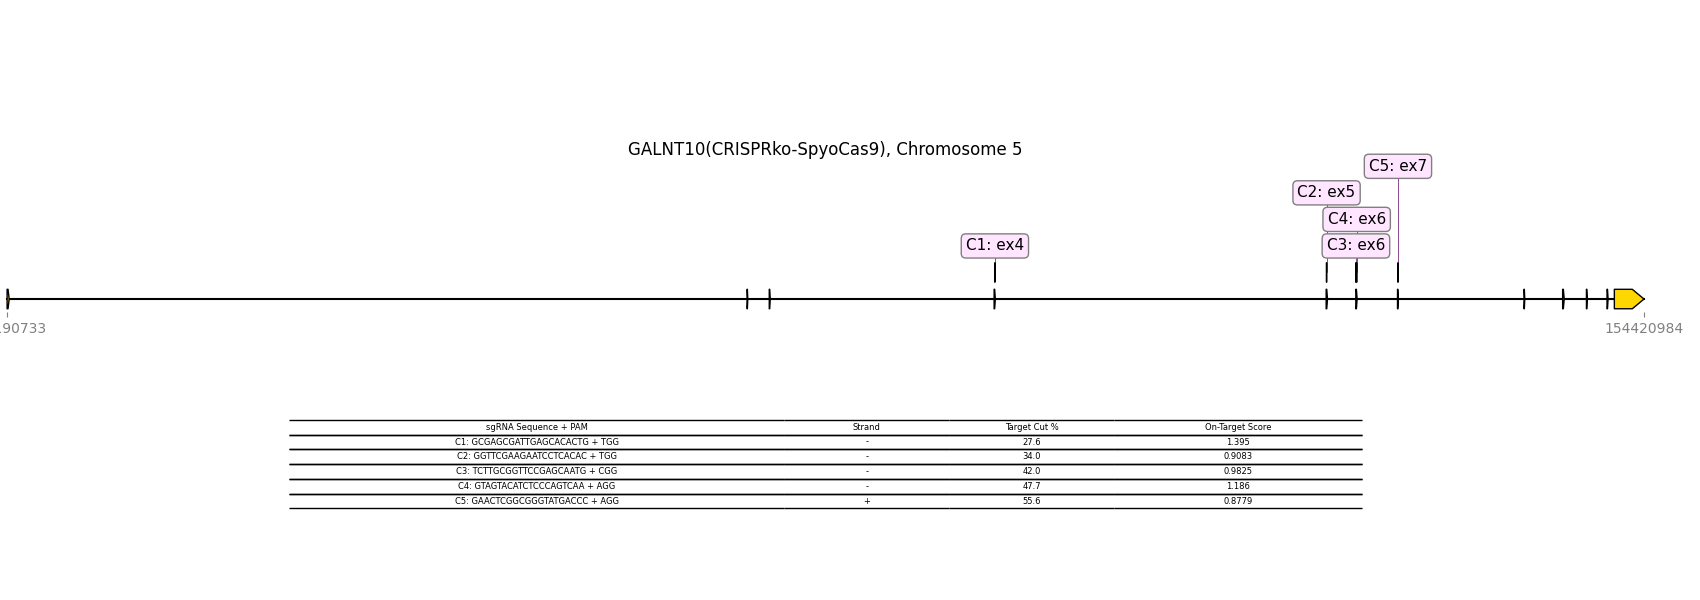 GALNT10(CRISPRko-SpyoCas9), Chromosome 5
C5: ex7
C2: ex5
C4: ex6
C1: ex4
C3: ex6
.90733
154420984
sgRNA Sequence + PAM Strand Target Cut % On-Target Score
C1: GCGAGCGATTGAGCACACTG + TGG - 27.6 1.395
C2: GGTTCGAAGAATCCTCACAC + TGG - 34.0 0.9083
C3: TCTTGCGGTTCCGAGCAATG + CGG - 42.0 0.9825
C4: GTAGTACATCTCCCAGTCAA + AGG - 47.7 1.186
C5: GAACTCGGCGGGTATGACCC + AGG + 55.6 0.8779